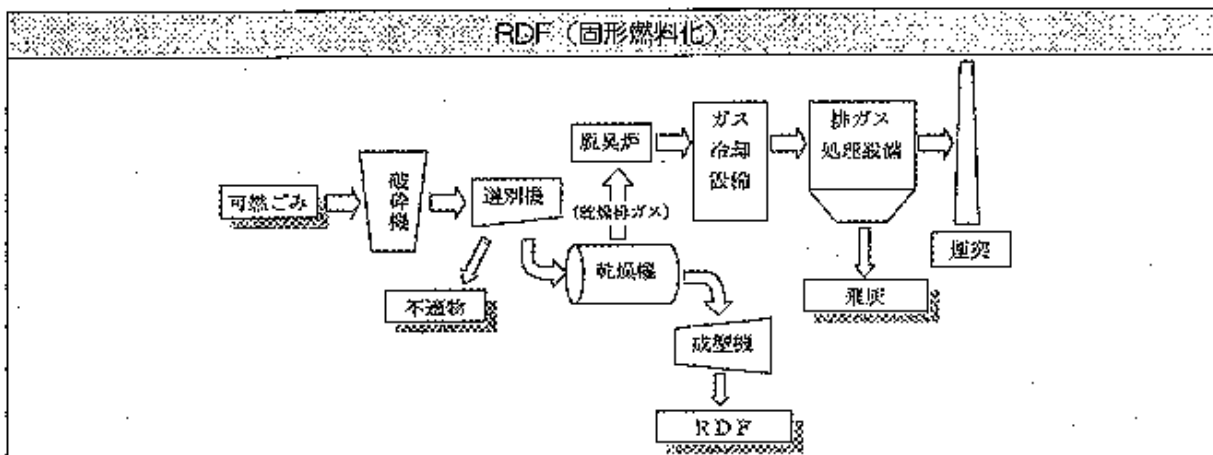 RDF（固形燃料化）
可燃ごみ
破砕機
選別機
不適物
乾燥機
(乾燥排ガス)
脱臭炉
ガス
冷却
設備
排ガス
処理設備
煙突
飛灰
成型機
RDF